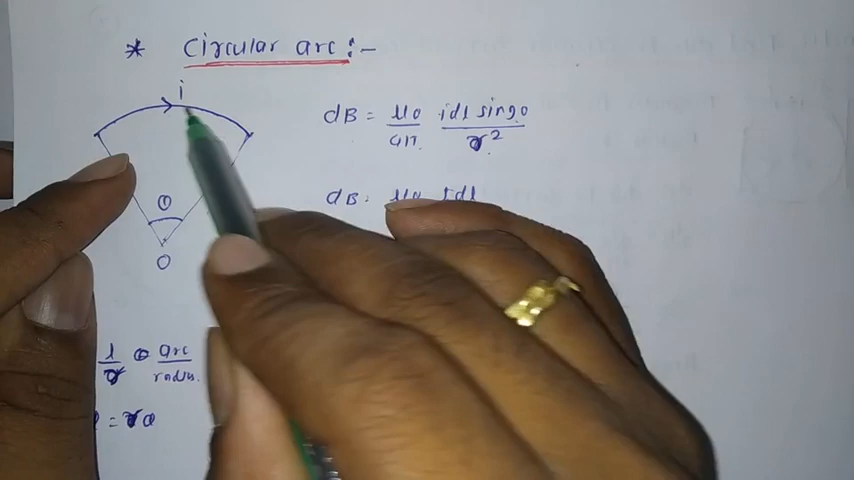 * Circular arc :-
i
dB = μ0/4π idl sin90/r²
dB = μ0 Idl
θ
O
l/r θ arc/radius.
l = rθ